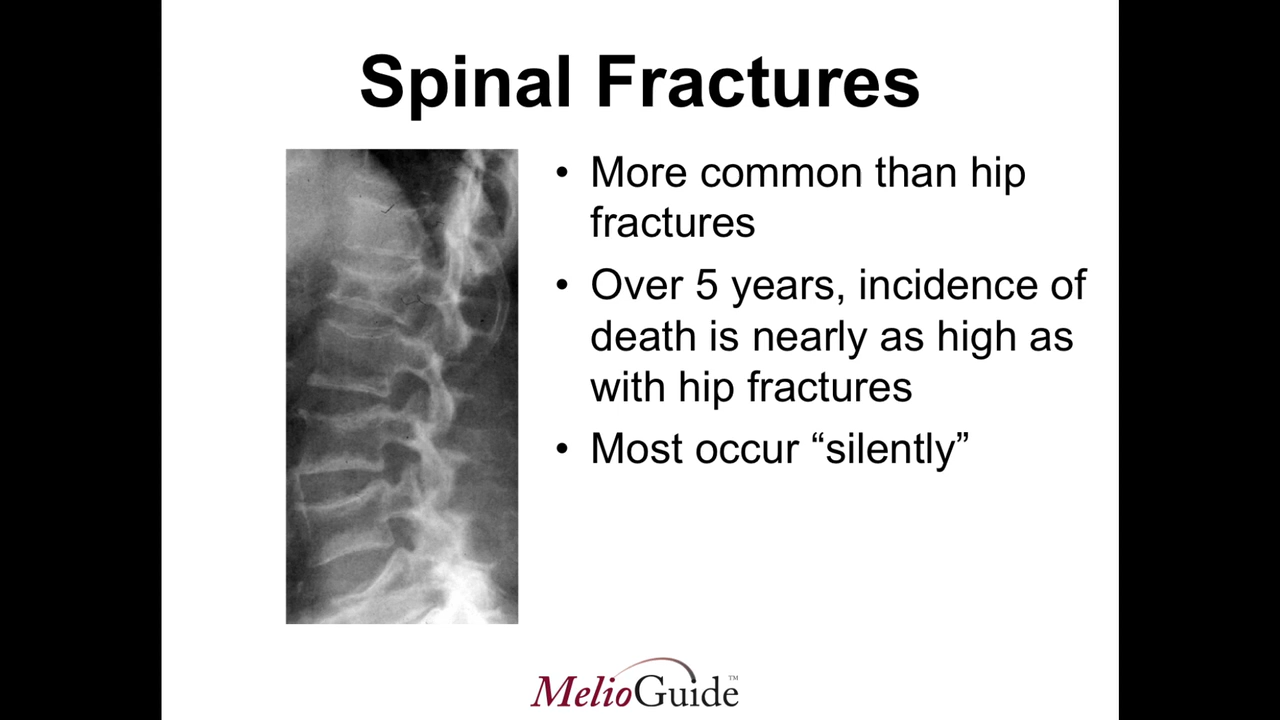 Spinal Fractures
• More common than hip
fractures
• Over 5 years, incidence of
death is nearly as high as
with hip fractures
• Most occur “silently”
MelioGuide™